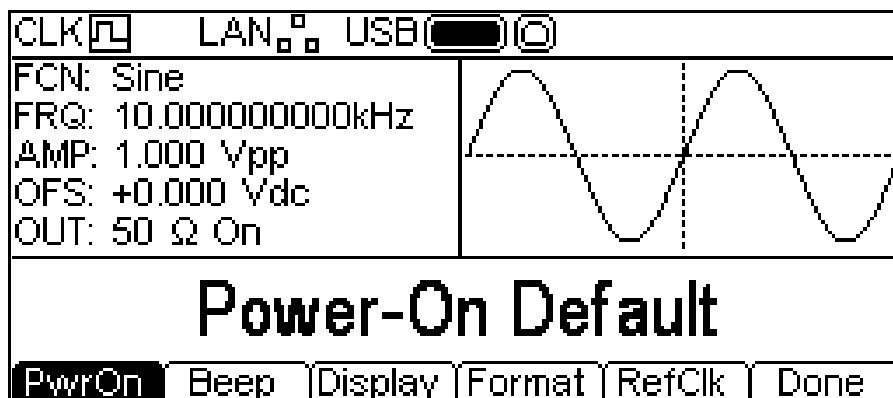 CLK LAN USB
FCN: Sine
FRQ: 10.000000000kHz
AMP: 1.000 Vpp
OFS: +0.000 Vdc
OUT: 50 Ω On
Power-On Default
PwrOn Beep Display Format RefClk Done